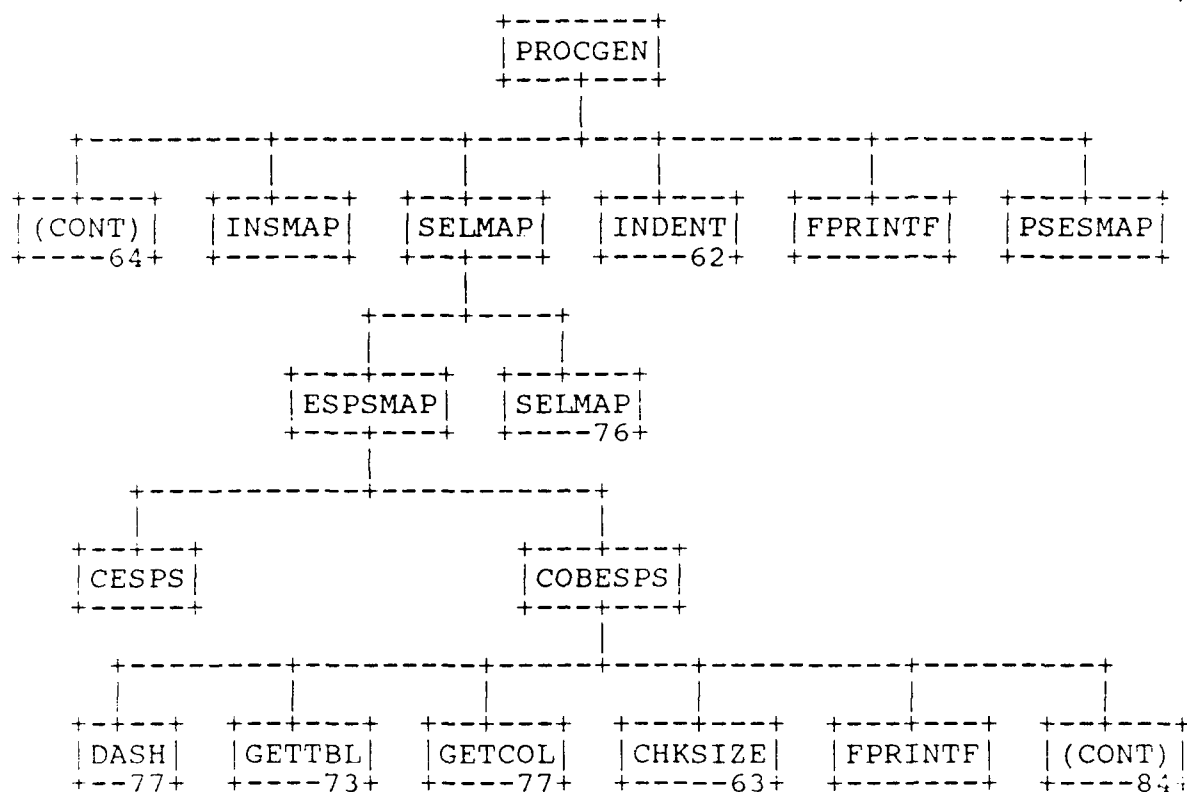 PROCGEN
(CONT) INSMAP SELMAP INDENT FPRINTF PSESMAP
64 62
ESPSMAP SELMAP
76
CESPS COBESPS
DASH GETTBL GETCOL CHKSIZE FPRINTF (CONT)
77 73 77 63 84